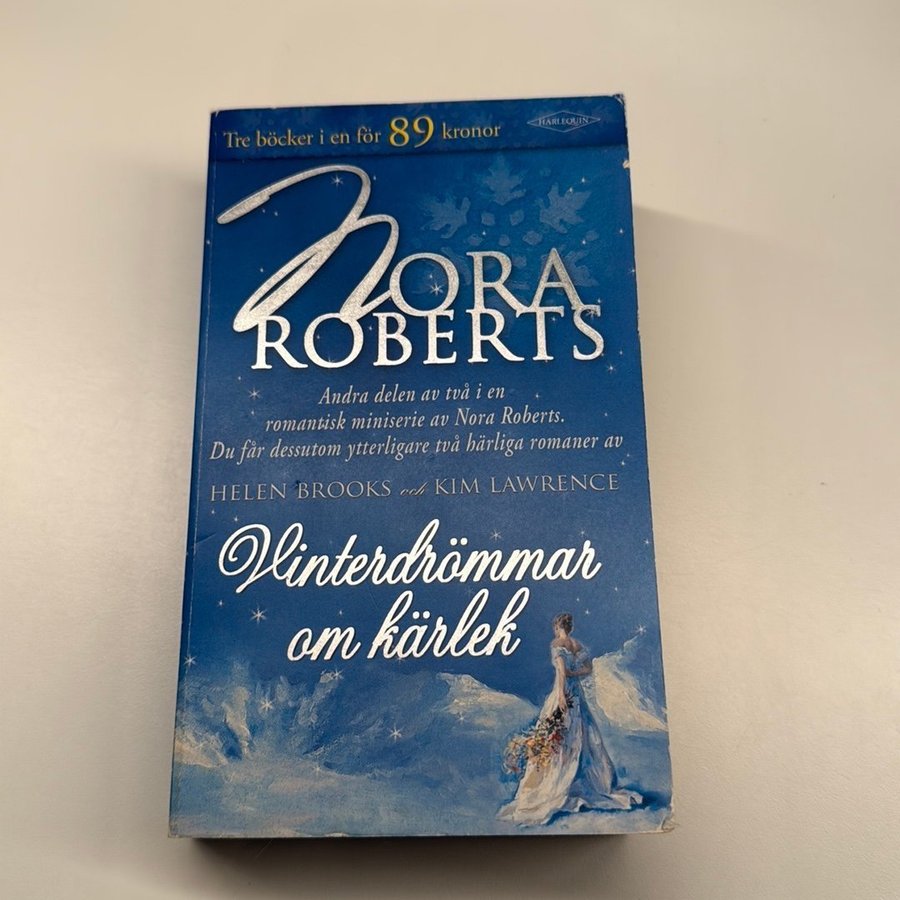 Tre böcker i en för 89 kronor
HARLEQUIN
NORA
ROBERTS
Andra delen av två i en
romantisk miniserie av Nora Roberts.
Du får dessutom ytterligare två härliga romaner av
HELEN BROOKS och KIM LAWRENCE
Vinterdrömmar
om kärlek